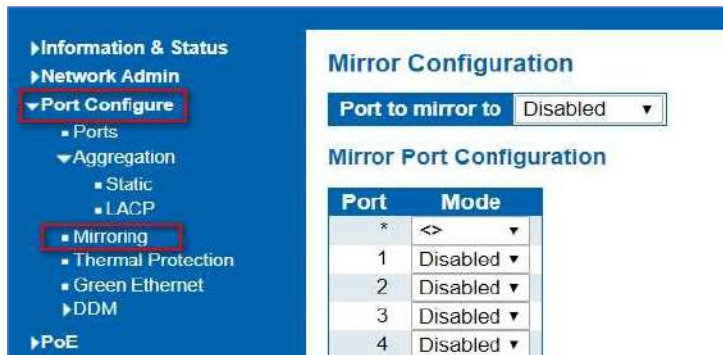 Information & Status
Network Admin
Port Configure
Ports
Aggregation
Static
LACP
Mirroring
Thermal Protection
Green Ethernet
DDM
PoE
Mirror Configuration
Port to mirror to Disabled
Mirror Port Configuration
Port Mode
* <>
1 Disabled
2 Disabled
3 Disabled
4 Disabled